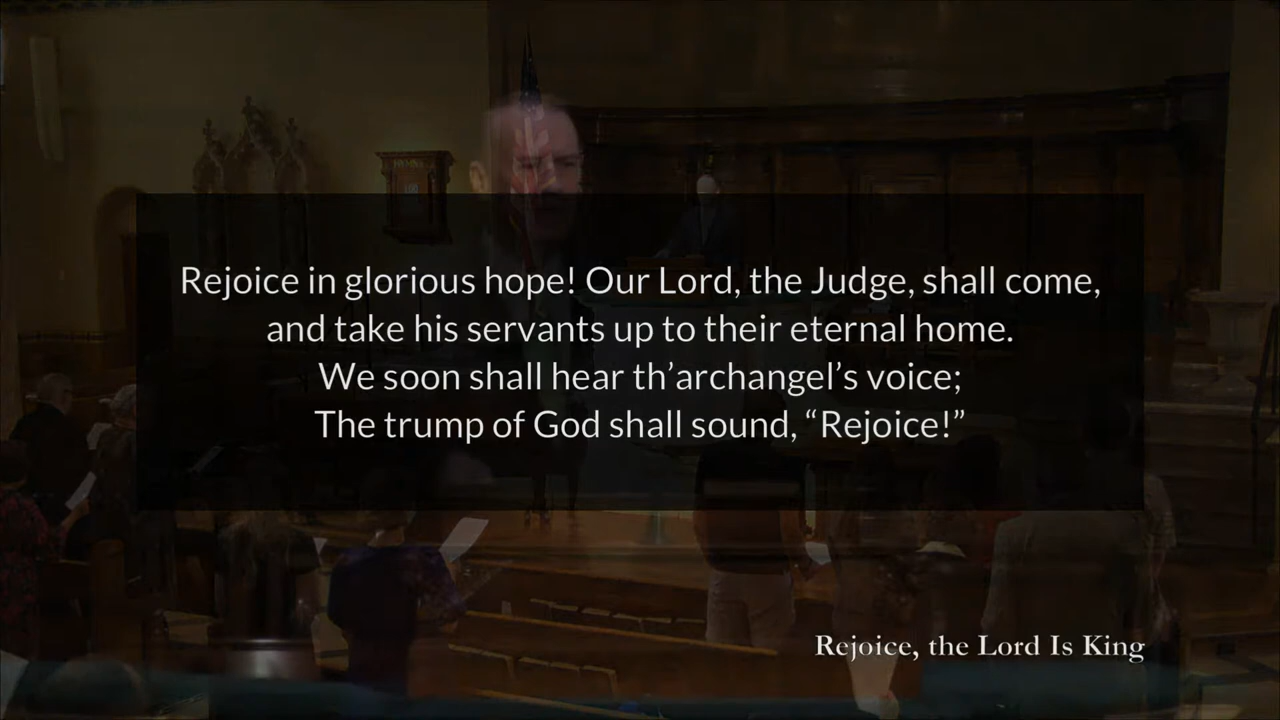 HYMNS
Rejoice in glorious hope! Our Lord, the Judge, shall come,
and take his servants up to their eternal home.
We soon shall hear th’archangel’s voice;
The trump of God shall sound, “Rejoice!”
Rejoice, the Lord Is King